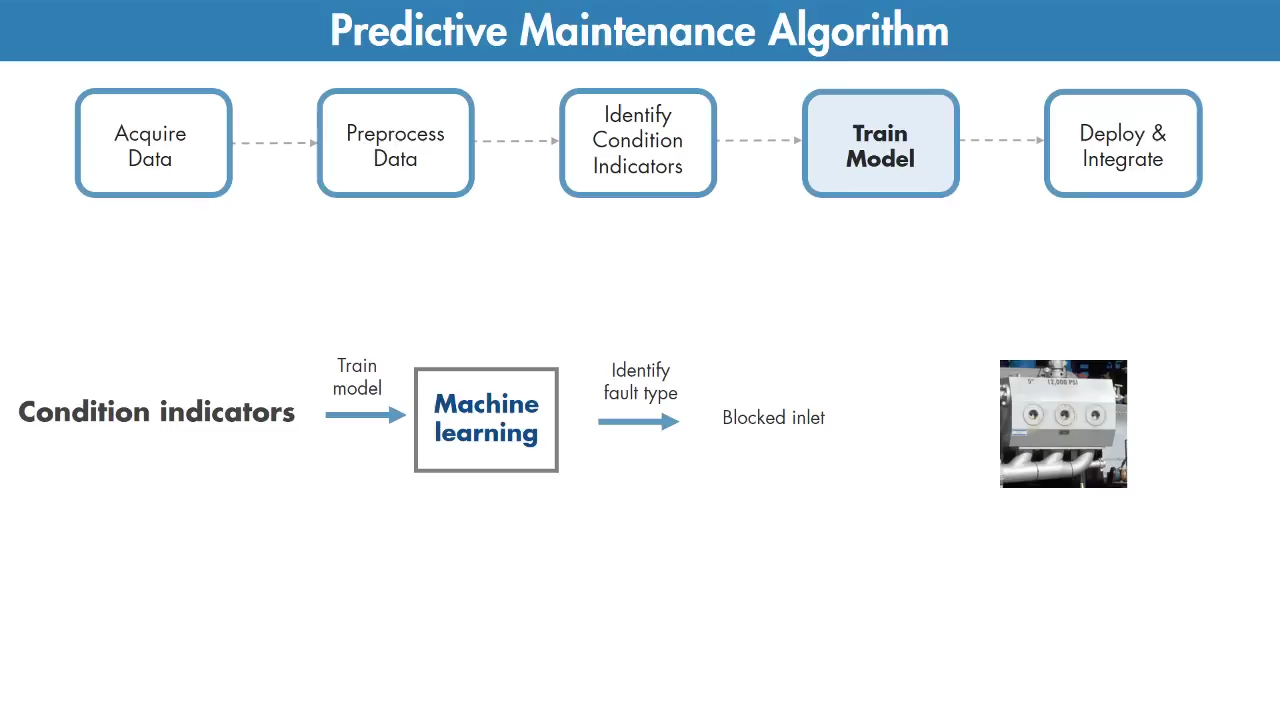 Predictive Maintenance Algorithm
Acquire
Data
Preprocess
Data
Identify
Condition
Indicators
Train
Model
Deploy &
Integrate
Condition indicators
Train
model
Machine
learning
Identify
fault type
Blocked inlet
12,000 PSI